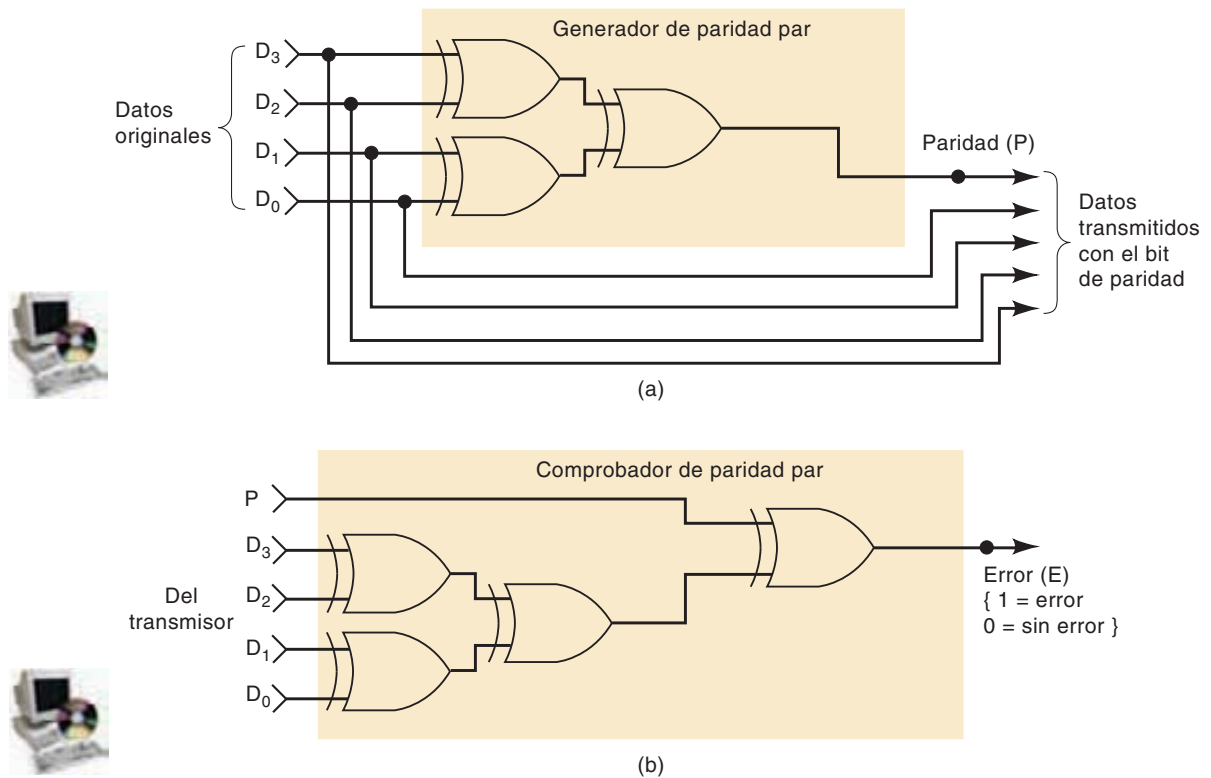 Generador de paridad par
Datos
originales
D3
D2
D1
D0
Paridad (P)
Datos
transmitidos
con el bit
de paridad
(a)
Comprobador de paridad par
Del
transmisor
P
D3
D2
D1
D0
Error (E)
{ 1 = error
0 = sin error }
(b)